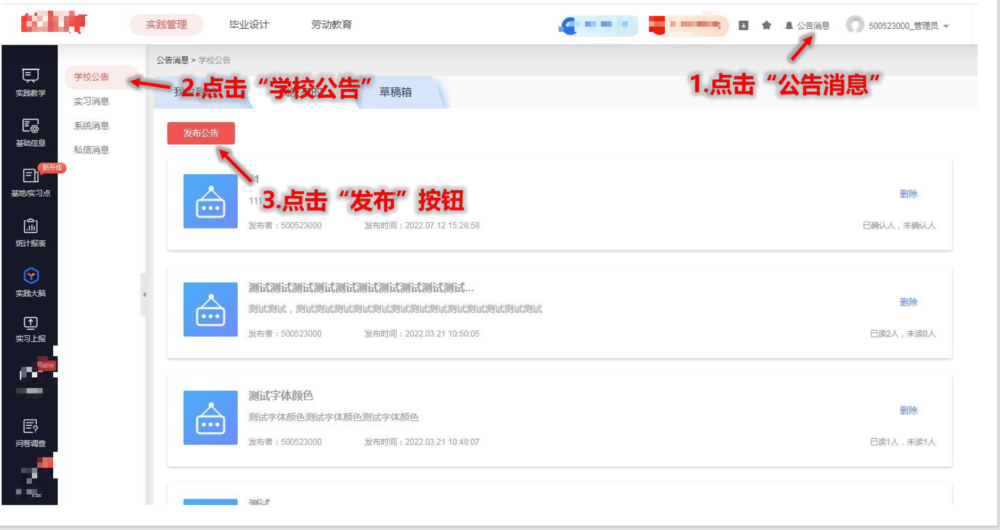 实践管理 毕业设计 劳动教育 公告消息 500523000_管理员
1.点击“公告消息”
公告消息 > 学校公告
学校公告
实习消息
系统消息
私信消息
2.点击“学校公告”
草稿箱
实践教学
基础信息
新升级
基地/实习点
统计报表
实践大脑
实习上报
NEW
问卷调查
发布公告
3.点击“发布”按钮
111
删除
发布者：500523000 发布时间：2022.07.12 15:28:58 已确认人，未确认人
测试测试测试测试测试测试测试测试测试测试...
测试测试，测试测试测试测试测试测试测试测试测试测试测试测试测试
删除
发布者：500523000 发布时间：2022.03.21 10:50:05 已读2人，未读0人
测试字体颜色
测试字体颜色测试字体颜色测试字体颜色
删除
发布者：500523000 发布时间：2022.03.21 10:48:07 已读1人，未读1人
测试